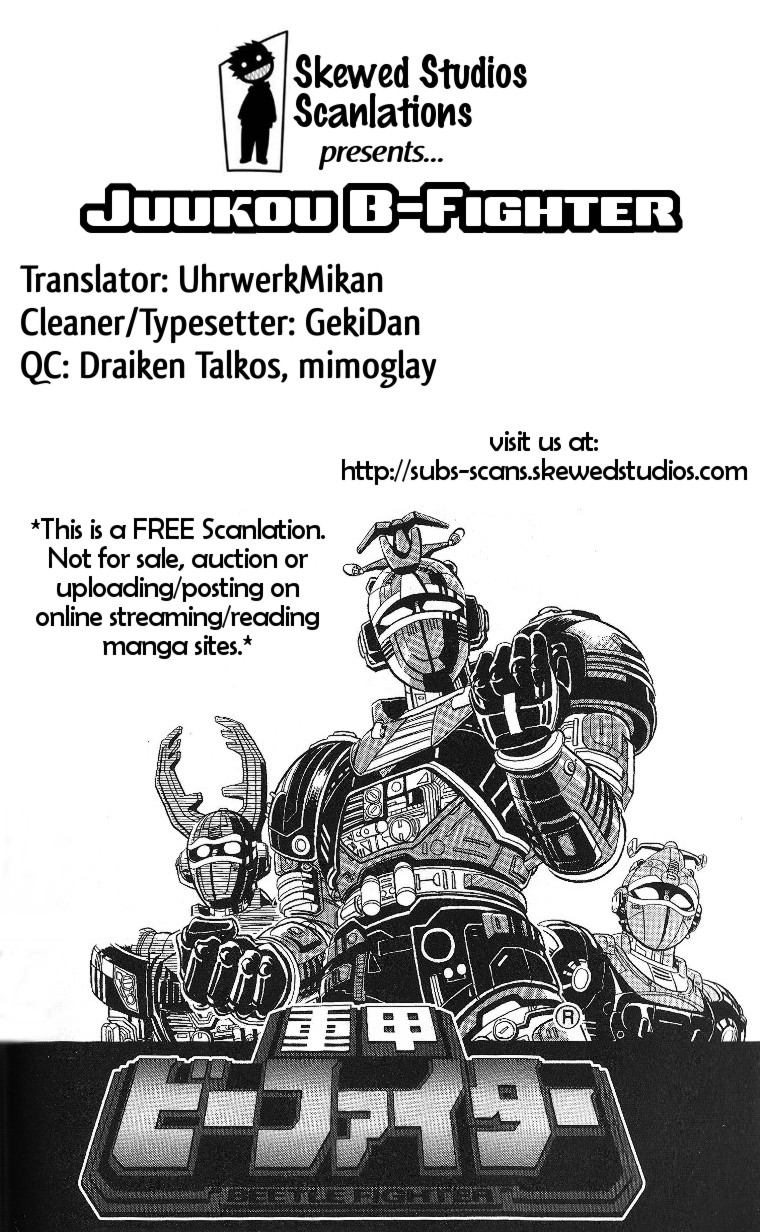 Skewed Studios
Scanlations
presents...
JUUKOU B-FIGHTER
Translator: UhrwerkMikan
Cleaner/Typesetter: GekiDan
QC: Draiken Talkos, mimoglay
visit us at:
http://subs-scans.skewedstudios.com
*This is a FREE Scanlation.
Not for sale, auction or
uploading/posting on
online streaming/reading
manga sites.*
重甲
®
ビーファイター
BEETLE FIGHTER